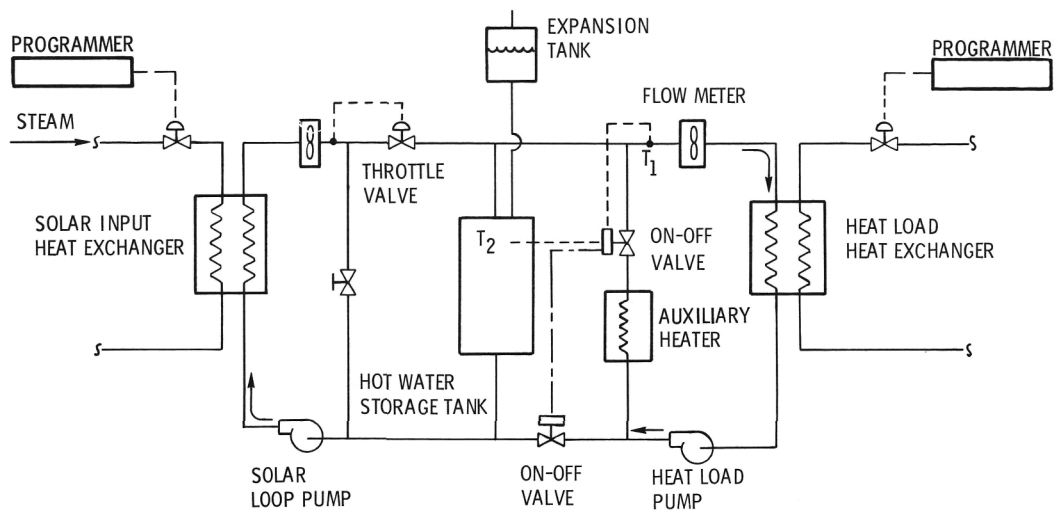 PROGRAMMER
EXPANSION
TANK
PROGRAMMER
STEAM
S
THROTTLE
VALVE
FLOW METER
T1
S
SOLAR INPUT
HEAT EXCHANGER
T2
ON-OFF
VALVE
HEAT LOAD
HEAT EXCHANGER
AUXILIARY
HEATER
S
S
HOT WATER
STORAGE TANK
SOLAR
LOOP PUMP
ON-OFF
VALVE
HEAT LOAD
PUMP